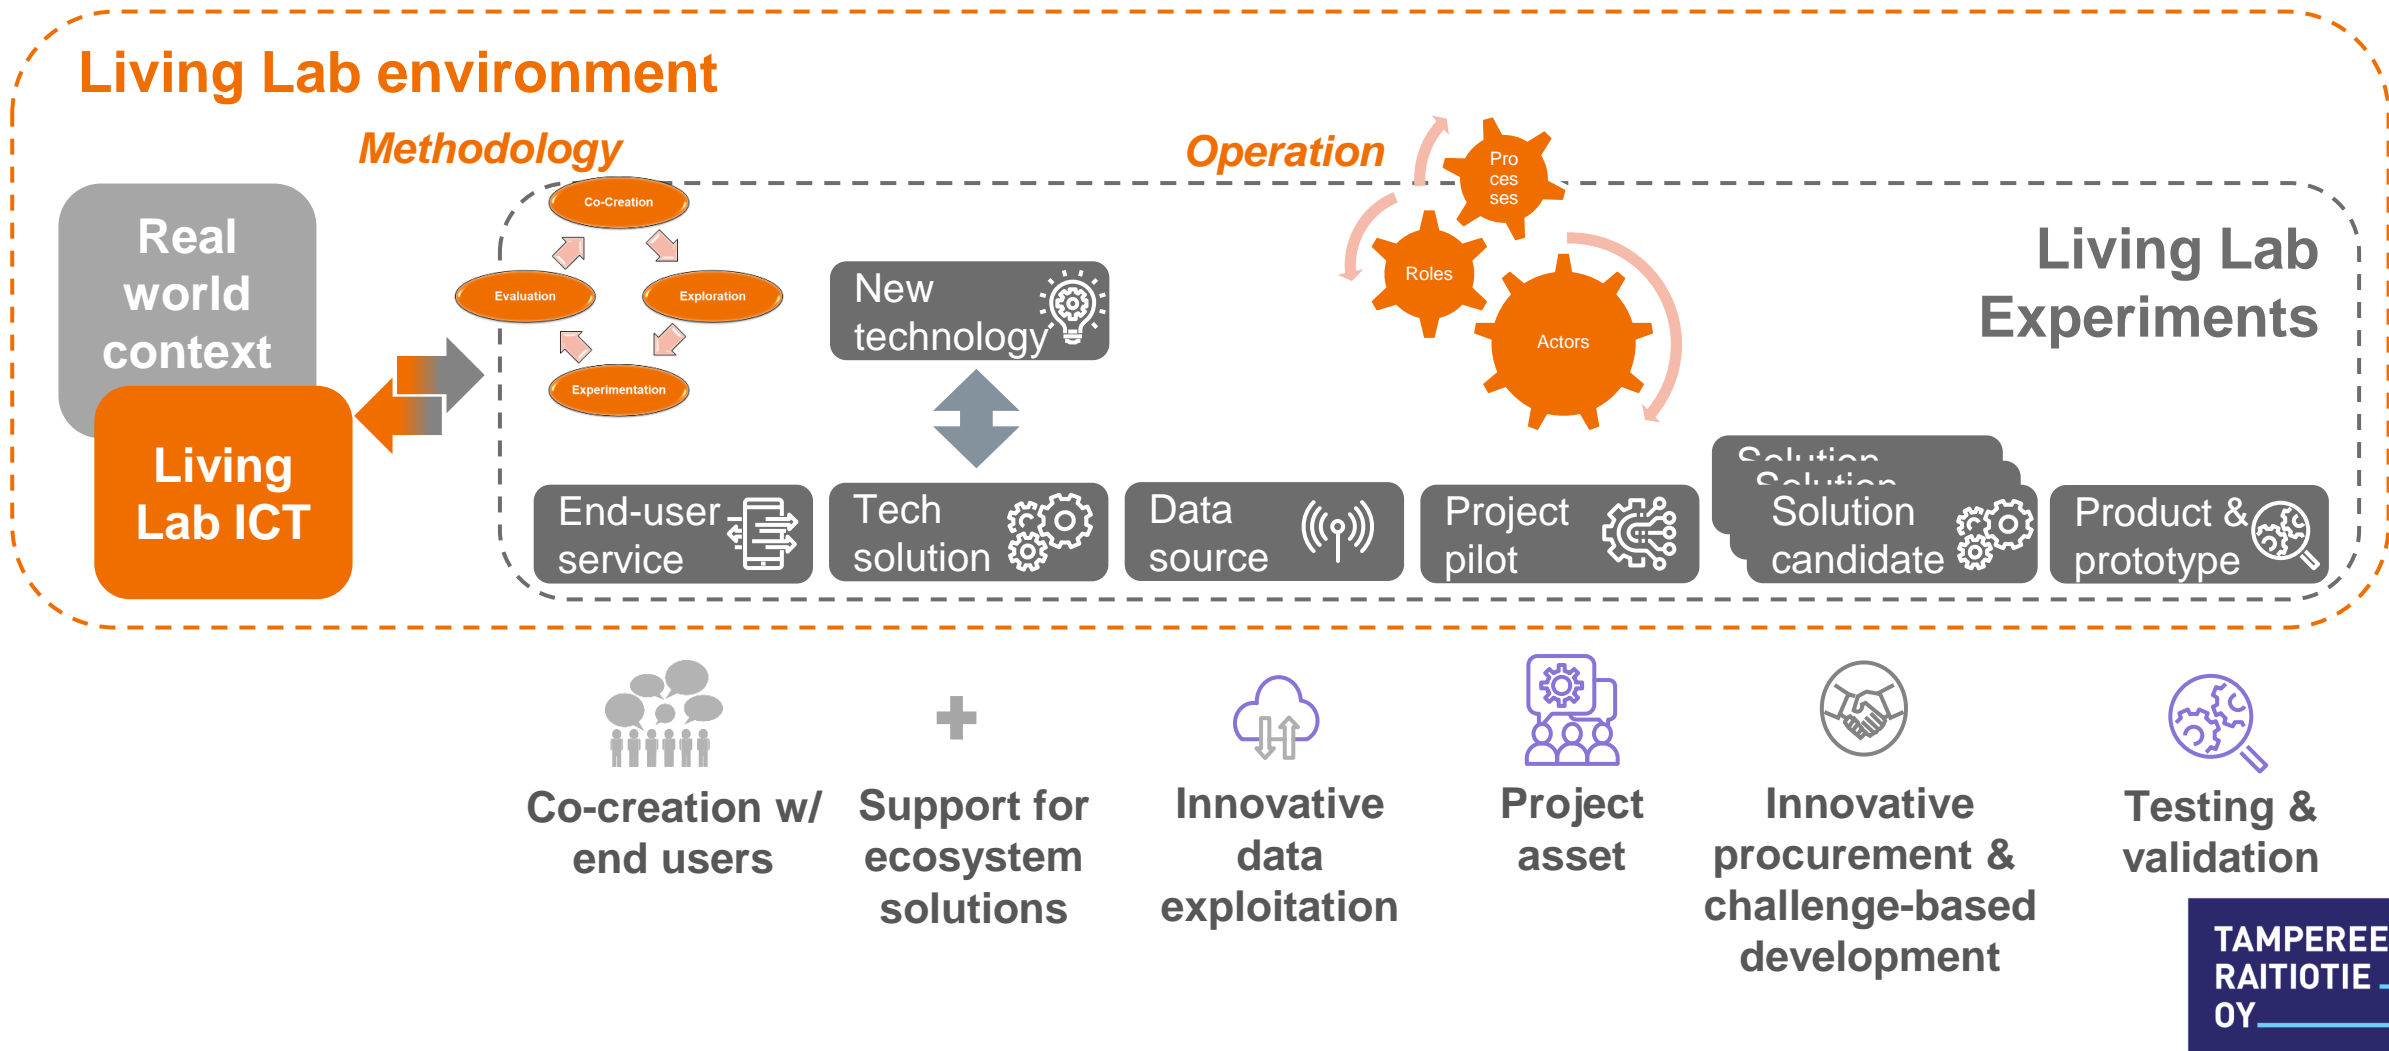 Living Lab environment
Methodology
Operation
Real
world
context
Living
Lab ICT
Co-Creation
Evaluation
Exploration
Experimentation
New
technology
Pro
ces
ses
Roles
Actors
Living Lab
Experiments
End-user
service
Tech
solution
Data
source
Project
pilot
Solution
Solution
Solution
candidate
Product &
prototype
Co-creation w/
end users
Support for
ecosystem
solutions
Innovative
data
exploitation
Project
asset
Innovative
procurement &
challenge-based
development
Testing &
validation
TAMPEREE
RAITIOTIE
OY